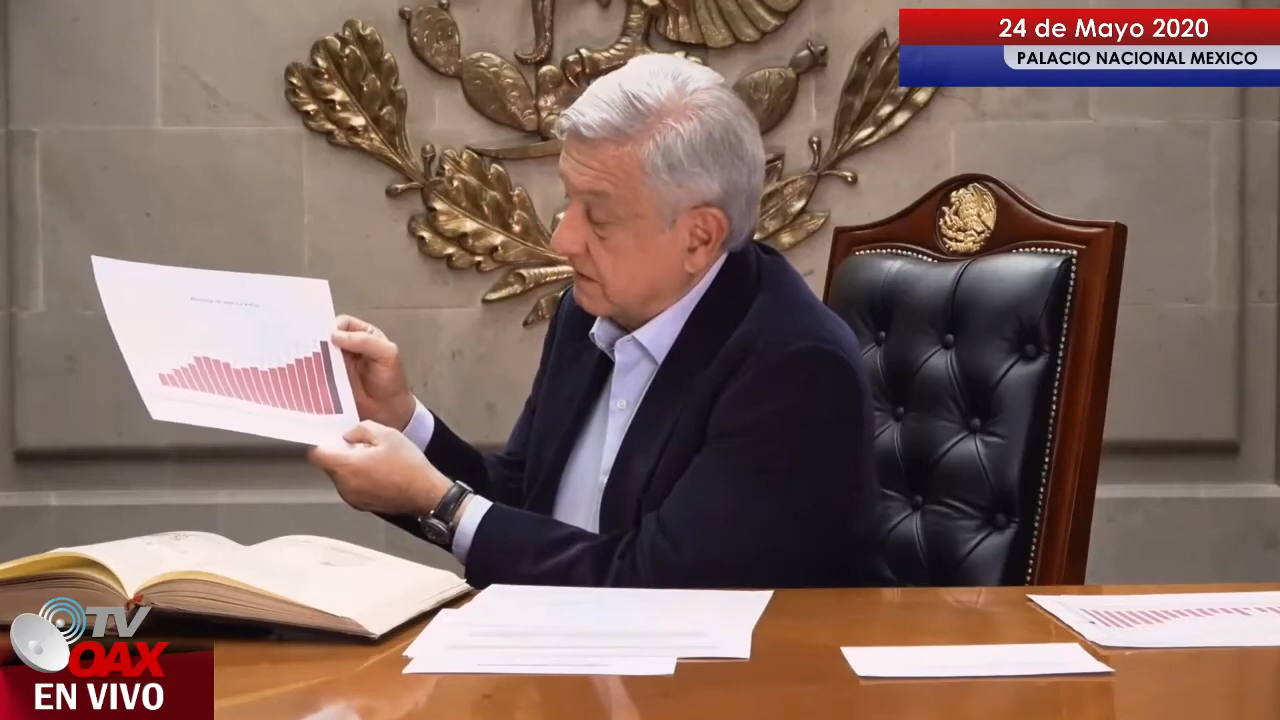 24 de Mayo 2020
PALACIO NACIONAL MEXICO
TV
OAX
EN VIVO